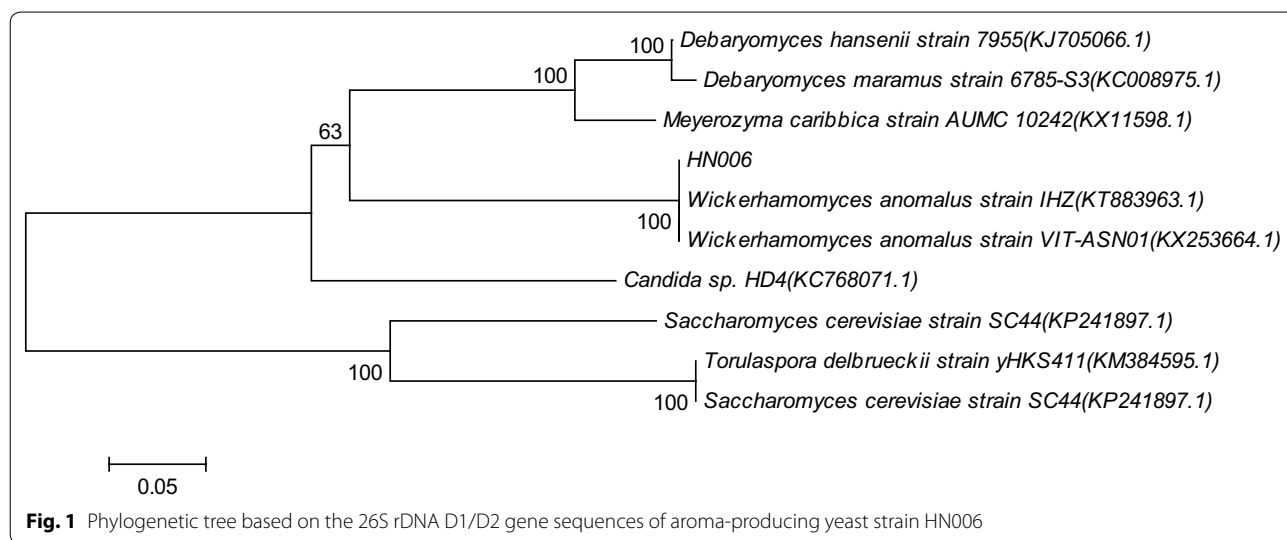 100 Debaryomyces hansenii strain 7955(KJ705066.1)
100
Debaryomyces maramus strain 6785-S3(KC008975.1)
63
Meyerozyma caribbica strain AUMC 10242(KX11598.1)
HN006
Wickerhamomyces anomalus strain IHZ(KT883963.1)
100
Wickerhamomyces anomalus strain VIT-ASN01(KX253664.1)
Candida sp. HD4(KC768071.1)
Saccharomyces cerevisiae strain SC44(KP241897.1)
100
Torulaspora delbrueckii strain yHKS411(KM384595.1)
100 Saccharomyces cerevisiae strain SC44(KP241897.1)
0.05
Fig. 1 Phylogenetic tree based on the 26S rDNA D1/D2 gene sequences of aroma-producing yeast strain HN006